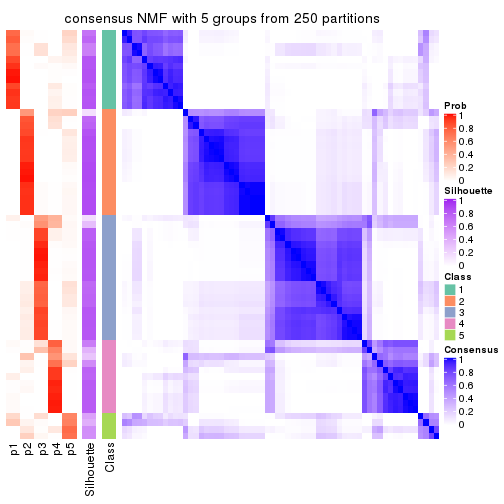 consensus NMF with 5 groups from 250 partitions
Prob
1
0.8
0.6
0.4
0.2
0
Silhouette
1
0.8
0.6
0.4
0.2
0
Class
1
2
3
4
5
Consensus
1
0.8
0.6
0.4
0.2
0
p1
p2
p3
p4
p5
Silhouette
Class